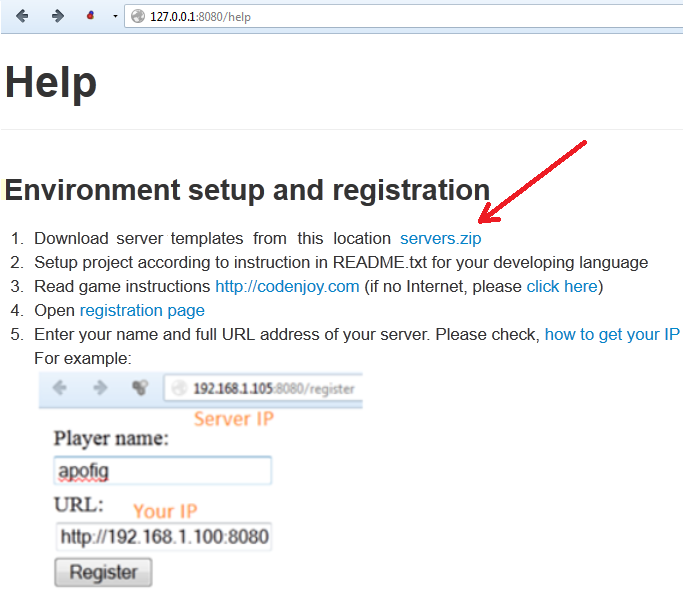 127.0.0.1:8080/help
Help
Environment setup and registration
1. Download server templates from this location servers.zip
2. Setup project according to instruction in README.txt for your developing language
3. Read game instructions http://codenjoy.com (if no Internet, please click here)
4. Open registration page
5. Enter your name and full URL address of your server. Please check, how to get your IP
For example:
192.168.1.105:8080/register
Server IP
Player name:
apofig
URL:
Your IP
http://192.168.1.100:8080
Register